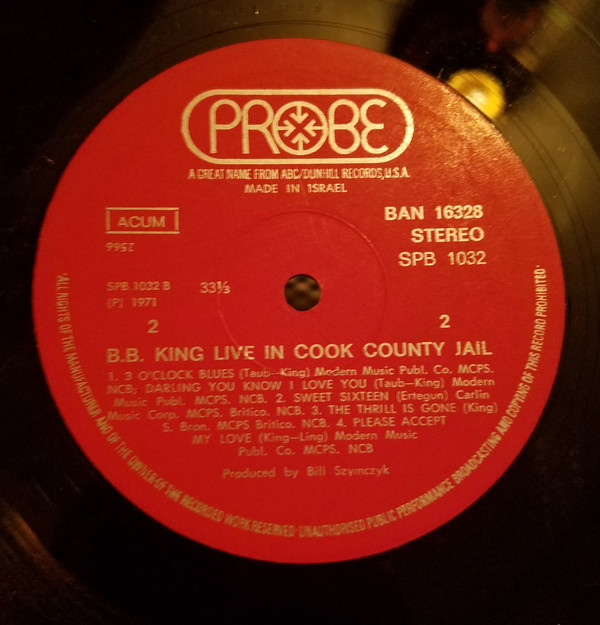 PROBE
A GREAT NAME FROM ABC/DUNHILL RECORDS, U.S.A.
MADE IN ISRAEL
ACUM
BAN 16328
STEREO
SPB 1032
SPB 1032 B
33⅓
(P) 1971
2
2
B.B. KING LIVE IN COOK COUNTY JAIL
1. 3 O'CLOCK BLUES (Taub—King) Modern Music Publ. Co. MCPS.
NCB; DARLING YOU KNOW I LOVE YOU (Taub—King) Modern
Music Publ. MCPS. NCB. 2. SWEET SIXTEEN (Ertegun) Carlin
Music Corp. MCPS. Britico. NCB. 3. THE THRILL IS GONE (King)
S. Bron. MCPS Britico. NCB. 4. PLEASE ACCEPT
MY LOVE (King—Ling) Modern Music
Publ. Co. MCPS. NCB
Produced by Bill Szymczyk
·ALL RIGHTS OF THE MANUFACTURER AND OF THE OWNER OF THE RECORDED WORK RESERVED·UNAUTHORISED PUBLIC PERFORMANCE BROADCASTING AND COPYING OF THIS RECORD PROHIBITED·